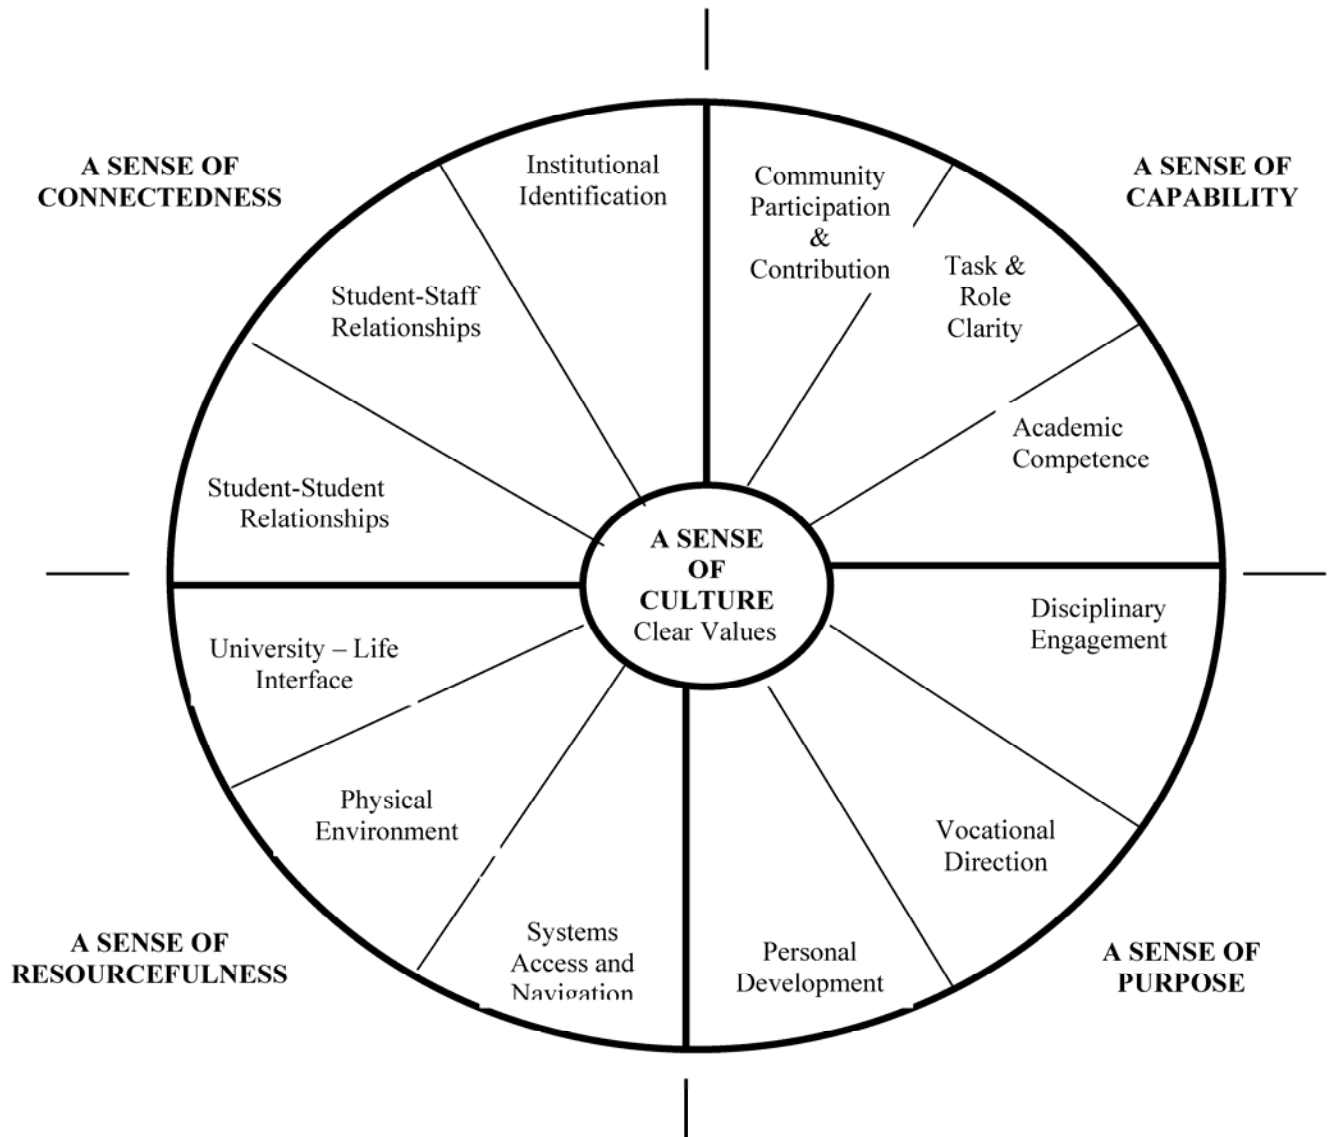 A SENSE OF
CONNECTEDNESS
Institutional
Identification
Community
Participation
&
Contribution
A SENSE OF
CAPABILITY
Student-Staff
Relationships
Task &
Role
Clarity
Academic
Competence
Student-Student
Relationships
A SENSE
OF
CULTURE
Clear Values
Disciplinary
Engagement
University – Life
Interface
Physical
Environment
Vocational
Direction
A SENSE OF
RESOURCEFULNESS
Systems
Access and
Navigation
Personal
Development
A SENSE OF
PURPOSE